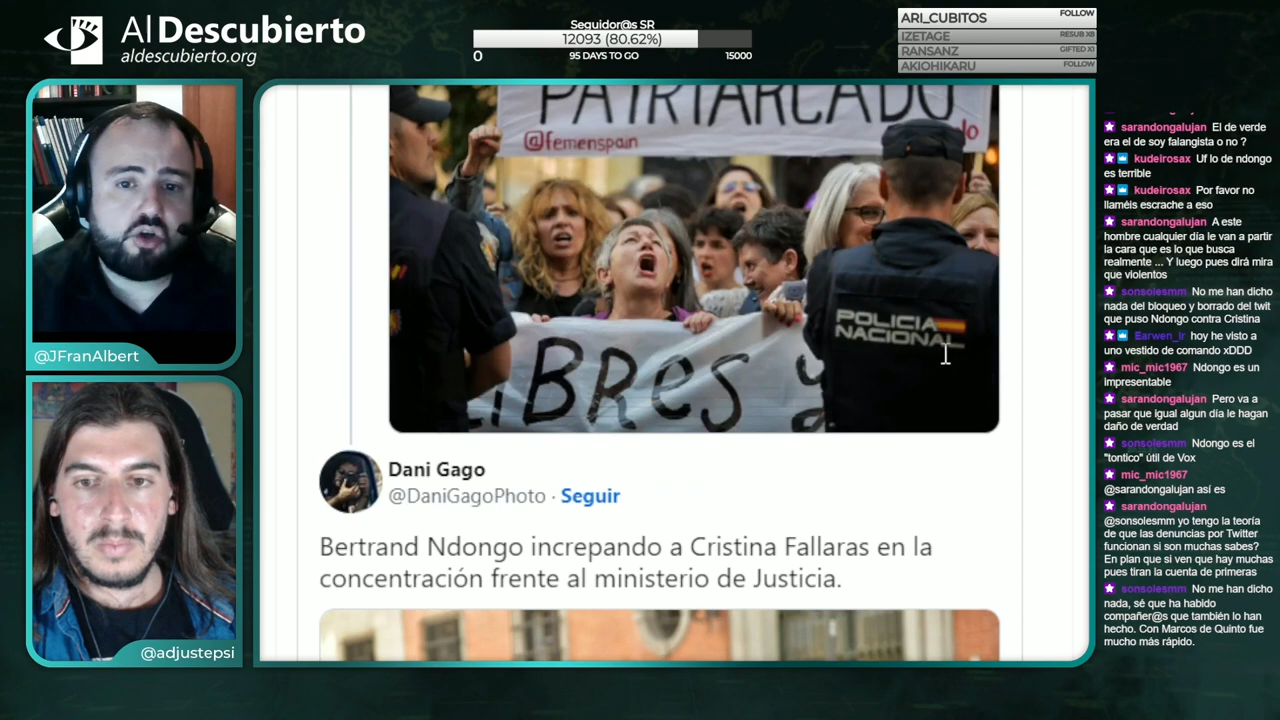 Al Descubierto
aldescubierto.org
Seguidor@s SR
12093 (80.62%)
0
95 DAYS TO GO
15000
ARI_CUBITOS FOLLOW
IZETAGE RESUB X8
RANSANZ GIFTED X1
AKIOHIKARU FOLLOW
@JFranAlbert
@adjustepsi
PATRIARCADO
@femenspain
POLICIA
NACIONAL
LIBRES y
Dani Gago
@DaniGagoPhoto · Seguir
Bertrand Ndongo increpando a Cristina Fallaras en la
concentración frente al ministerio de Justicia.
sarandongalujan El de verde
era el de soy falangista o no ?
kudeirosax Uf lo de ndongo
es terrible
kudeirosax Por favor no
llaméis escrache a eso
sarandongalujan A este
hombre cualquier día le van a partir
la cara que es lo que busca
realmente ... Y luego pues dirá mira
que violentos
sonsolesmm No me han dicho
nada del bloqueo y borrado del twit
que puso Ndongo contra Cristina
Earwen_ir hoy he visto a
uno vestido de comando xDDD
mic_mic1967 Ndongo es un
impresentable
sarandongalujan Pero va a
pasar que igual algun día le hagan
daño de verdad
sonsolesmm Ndongo es el
"tontico" útil de Vox
mic_mic1967
@sarandongalujan así es
sarandongalujan
@sonsolesmm yo tengo la teoría
de que las denuncias por Twitter
funcionan si son muchas sabes?
En plan que si ven que hay muchas
pues tiran la cuenta de primeras
sonsolesmm No me han dicho
nada, sé que ha habido
compañer@s que también lo han
hecho. Con Marcos de Quinto fue
mucho más rápido.